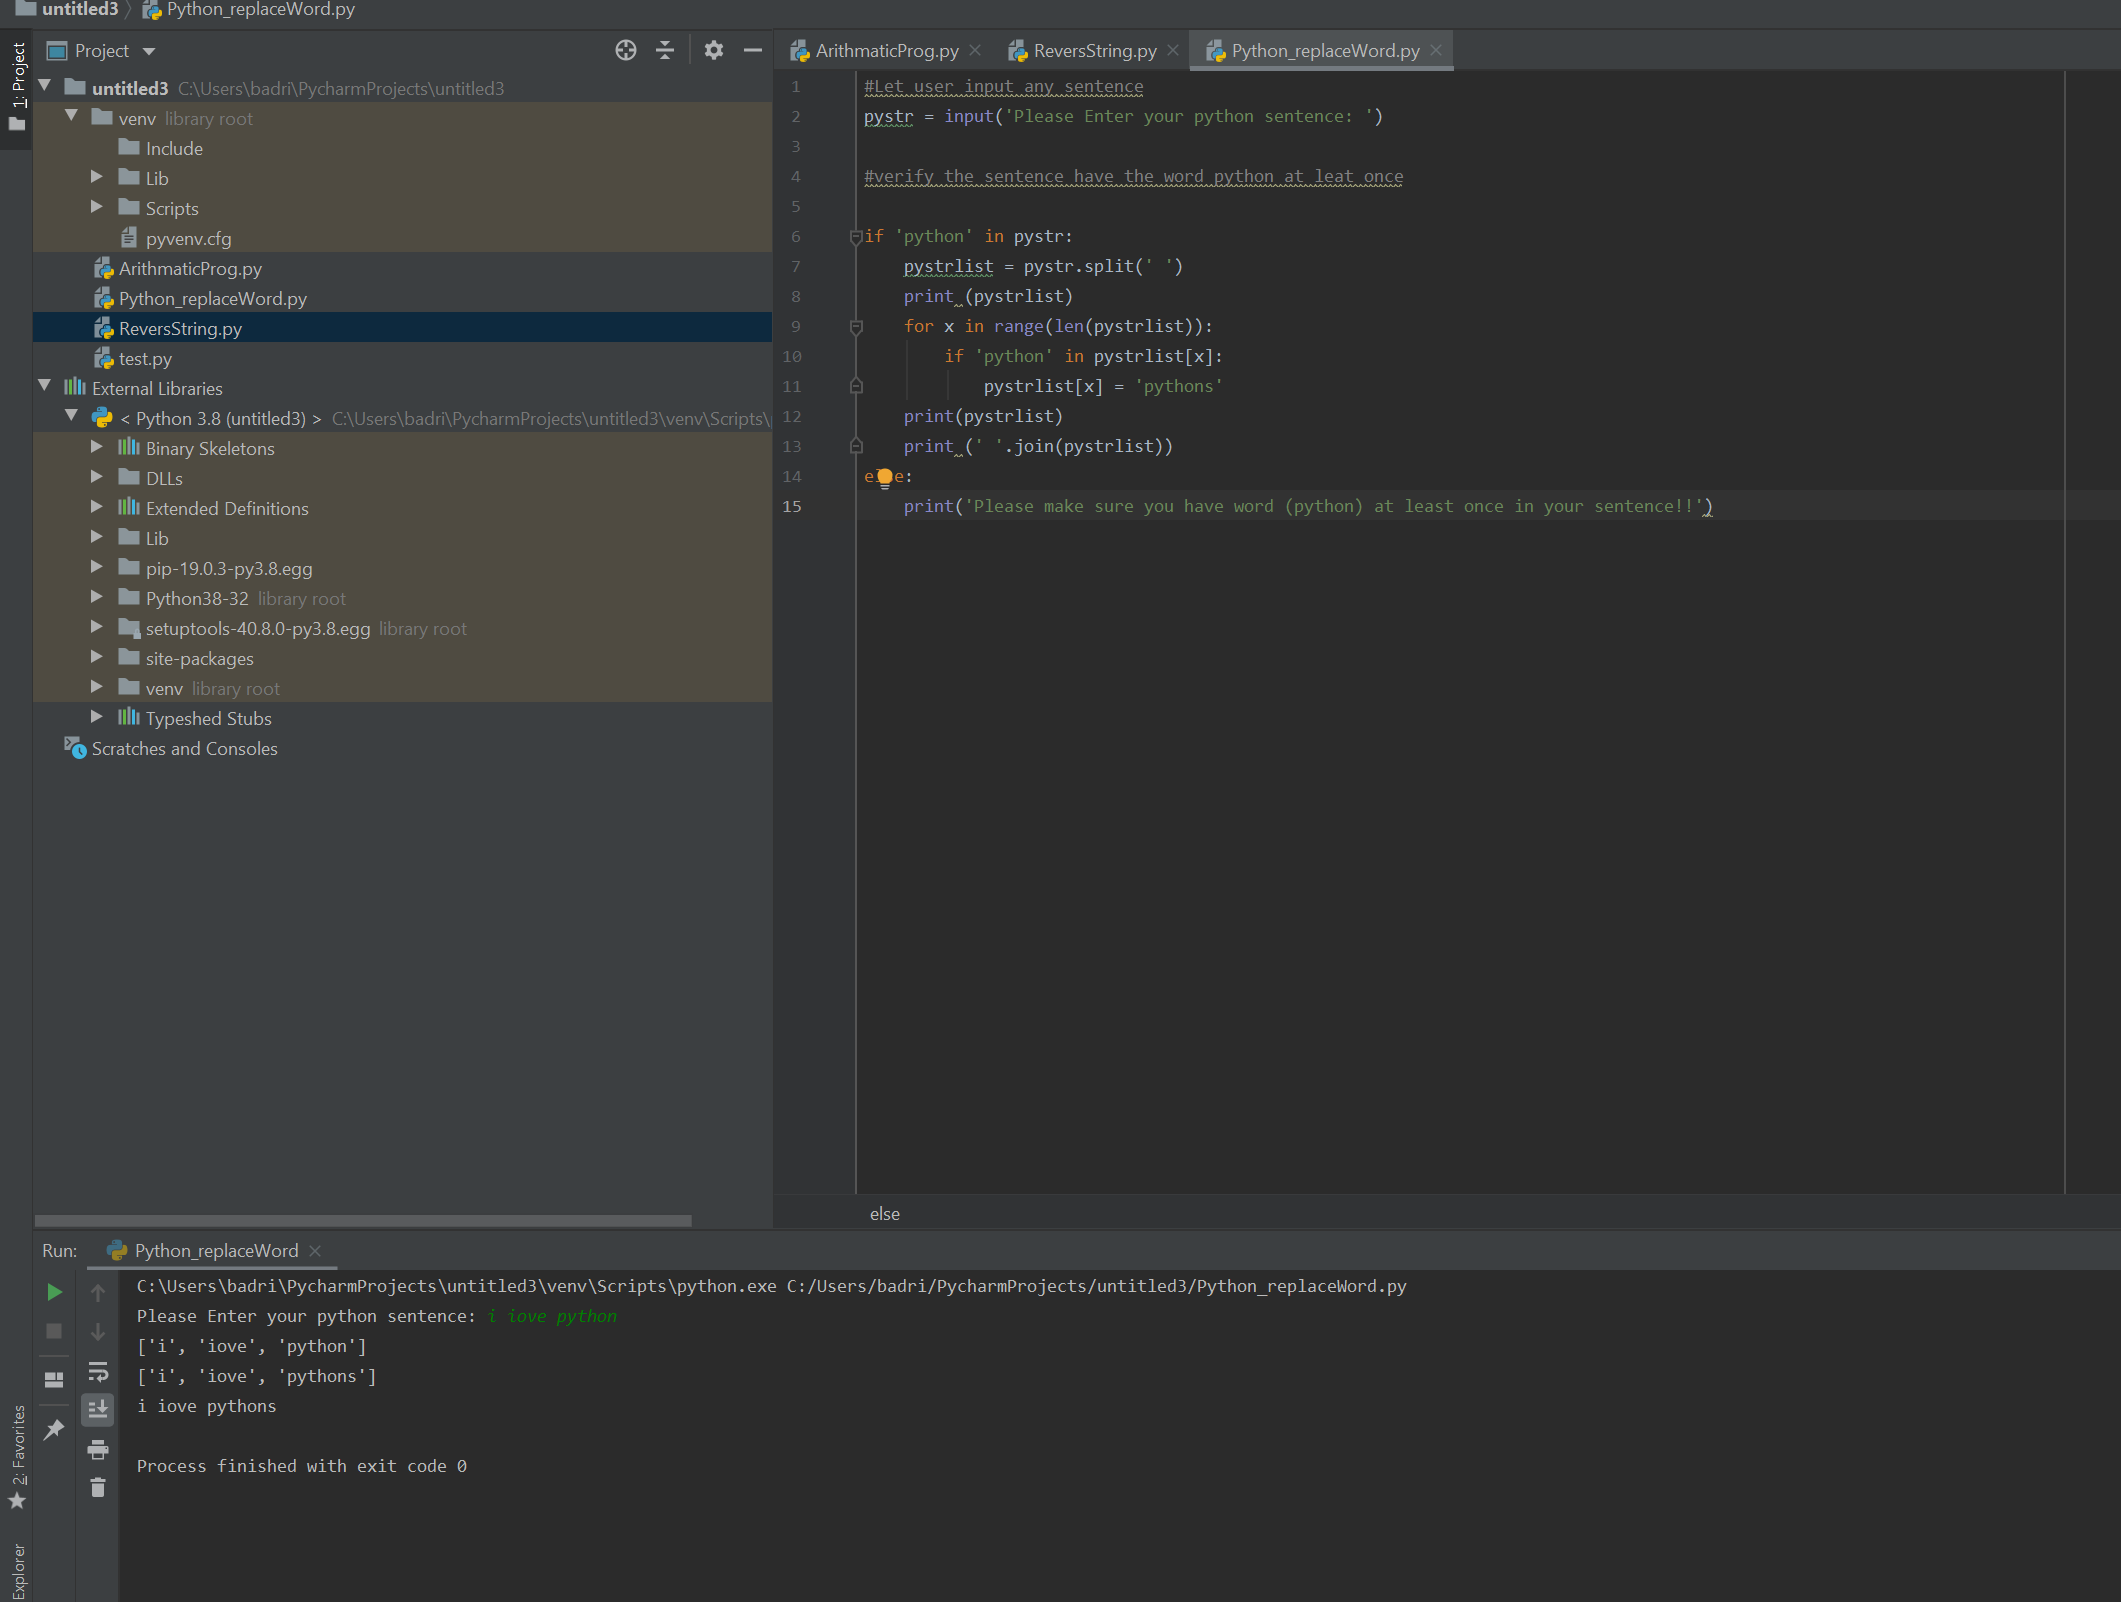 untitled3 Python_replaceWord.py
1: Project
Project
untitled3 C:\Users\badri\PycharmProjects\untitled3
venv library root
Include
Lib
Scripts
pyvenv.cfg
ArithmaticProg.py
Python_replaceWord.py
ReversString.py
test.py
External Libraries
< Python 3.8 (untitled3) > C:\Users\badri\PycharmProjects\untitled3\venv\Scripts\
Binary Skeletons
DLLs
Extended Definitions
Lib
pip-19.0.3-py3.8.egg
Python38-32 library root
setuptools-40.8.0-py3.8.egg library root
site-packages
venv library root
Typeshed Stubs
Scratches and Consoles
ArithmaticProg.py ReversString.py Python_replaceWord.py
1 #Let user input any sentence
2 pystr = input('Please Enter your python sentence: ')
3
4 #verify the sentence have the word python at leat once
5
6 if 'python' in pystr:
7     pystrlist = pystr.split(' ')
8     print (pystrlist)
9     for x in range(len(pystrlist)):
10         if 'python' in pystrlist[x]:
11             pystrlist[x] = 'pythons'
12     print(pystrlist)
13     print (' '.join(pystrlist))
14 else:
15     print('Please make sure you have word (python) at least once in your sentence!!')
else
Run: Python_replaceWord
C:\Users\badri\PycharmProjects\untitled3\venv\Scripts\python.exe C:/Users/badri/PycharmProjects/untitled3/Python_replaceWord.py
Please Enter your python sentence: i iove python
['i', 'iove', 'python']
['i', 'iove', 'pythons']
i iove pythons
Process finished with exit code 0
2: Favorites
Explorer